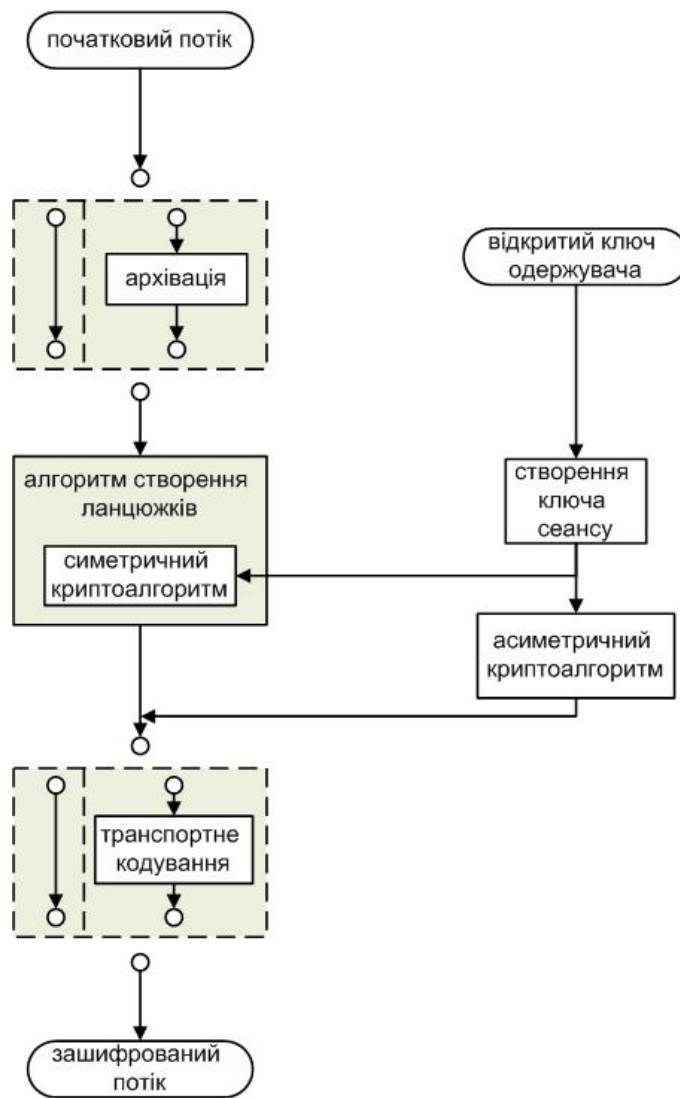 початковий потік
архівація
відкритий ключ
одержувача
алгоритм створення
ланцюжків
симетричний
криптоалгоритм
створення
ключа
сеансу
асиметричний
криптоалгоритм
транспортне
кодування
зашифрований
потік